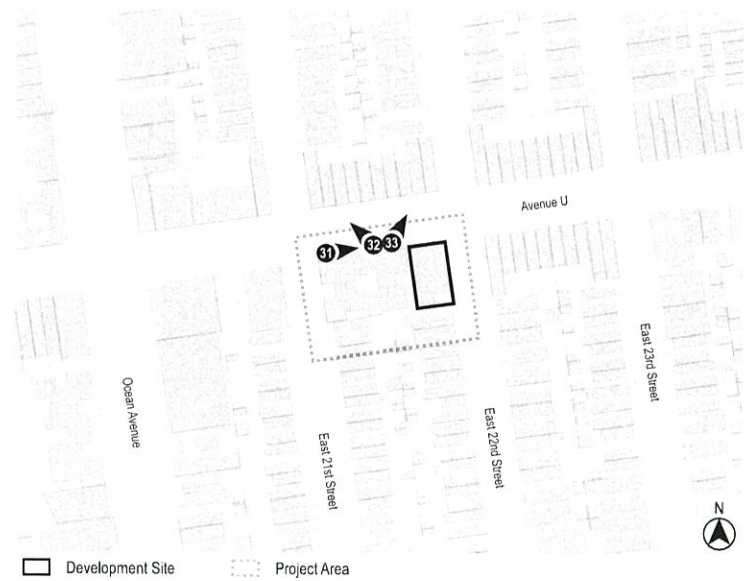 Avenue U
31
32
33
Ocean Avenue
East 21st Street
East 22nd Street
East 23rd Street
N
Development Site
Project Area